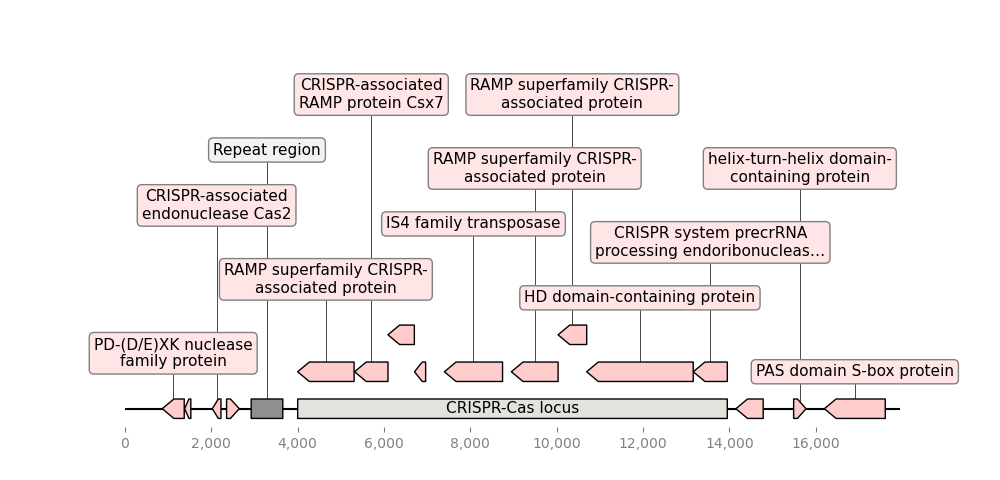 CRISPR-associated
RAMP protein Csx7
RAMP superfamily CRISPR-
associated protein
Repeat region
RAMP superfamily CRISPR-
associated protein
helix-turn-helix domain-
containing protein
CRISPR-associated
endonuclease Cas2
IS4 family transposase
CRISPR system precrRNA
processing endoribonucleas...
RAMP superfamily CRISPR-
associated protein
HD domain-containing protein
PD-(D/E)XK nuclease
family protein
PAS domain S-box protein
CRISPR-Cas locus
0 2,000 4,000 6,000 8,000 10,000 12,000 14,000 16,000